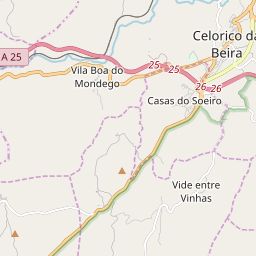 Celorico da
Beira
A 25
25
25
Vila Boa do
Mondego
26
26
Casas do Soeiro
Vide entre
Vinhas